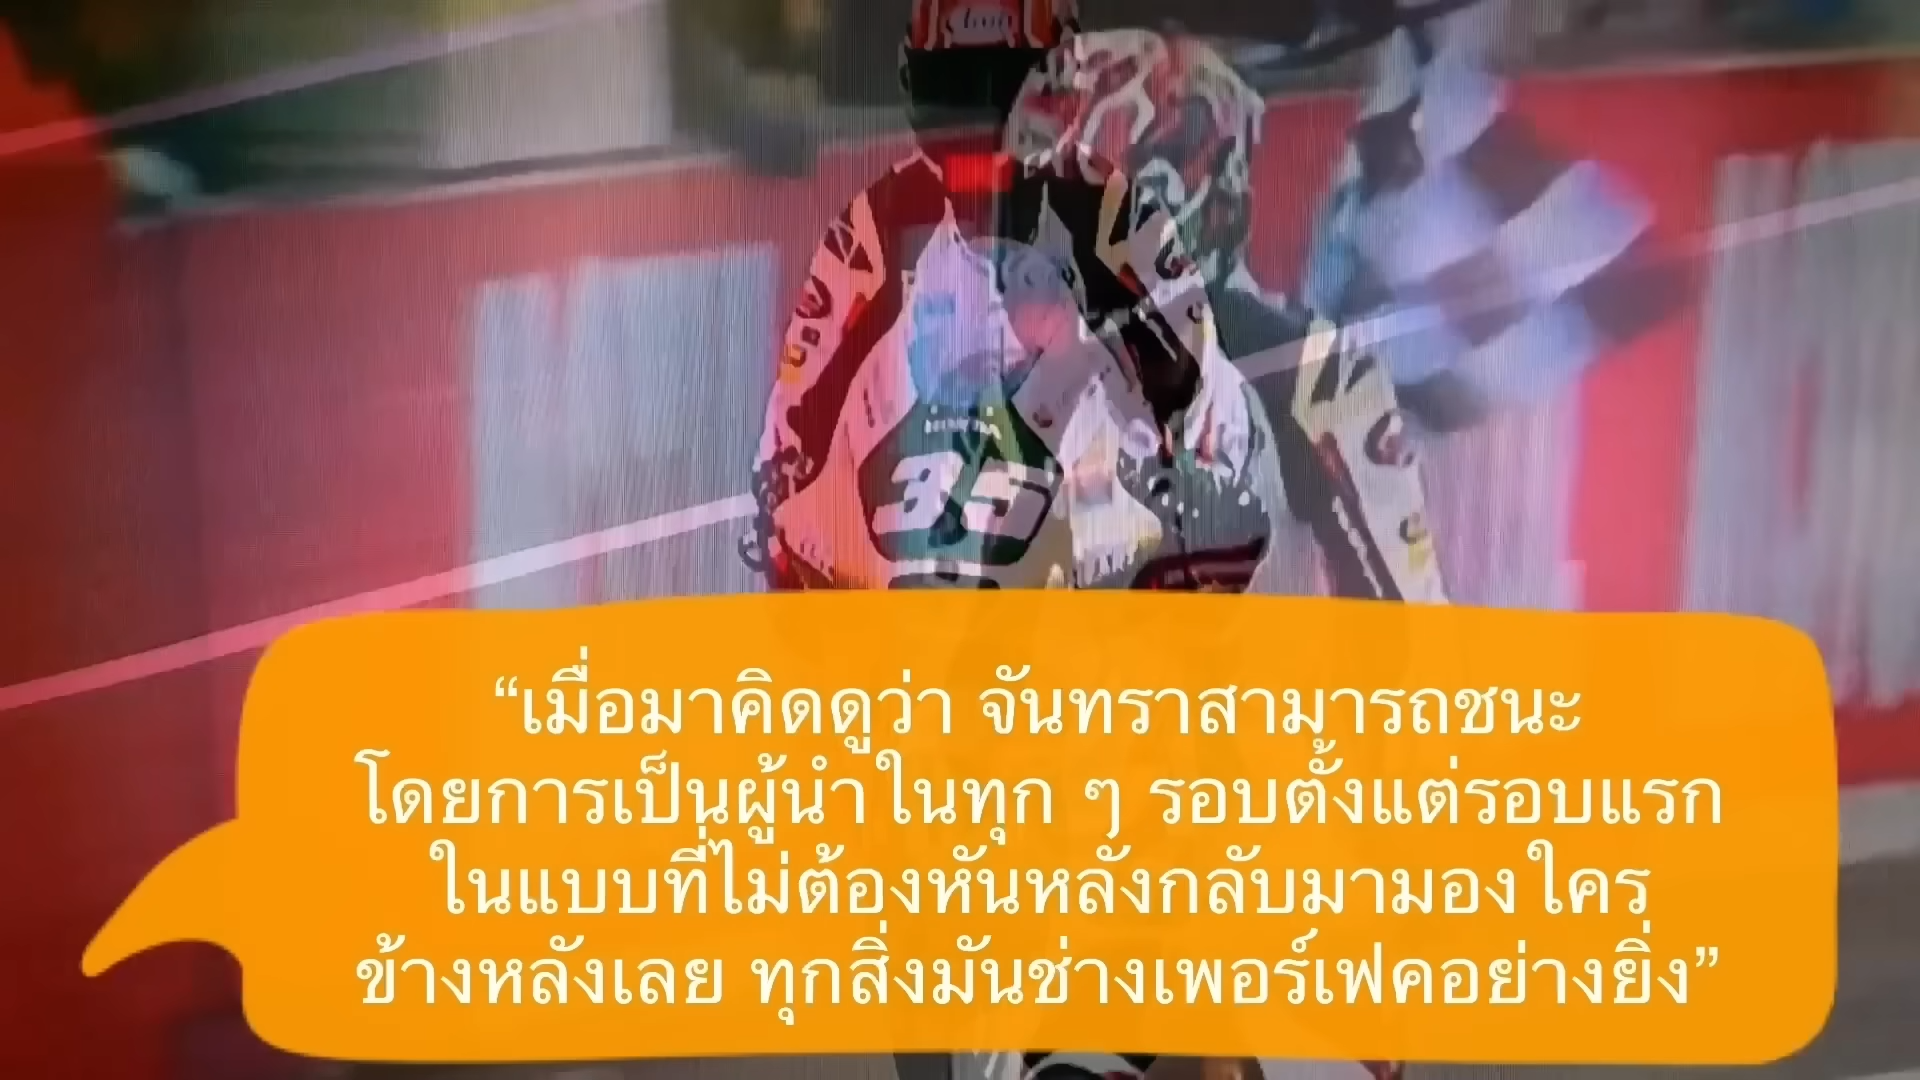 Arai
HONDA
35
“เมื่อมาคิดดูว่า จันทราสามารถชนะ
โดยการเป็นผู้นำในทุก ๆ รอบตั้งแต่รอบแรก
ในแบบที่ไม่ต้องหันหลังกลับมามองใคร
ข้างหลังเลย ทุกสิ่งมันช่างเพอร์เฟคอย่างยิ่ง”